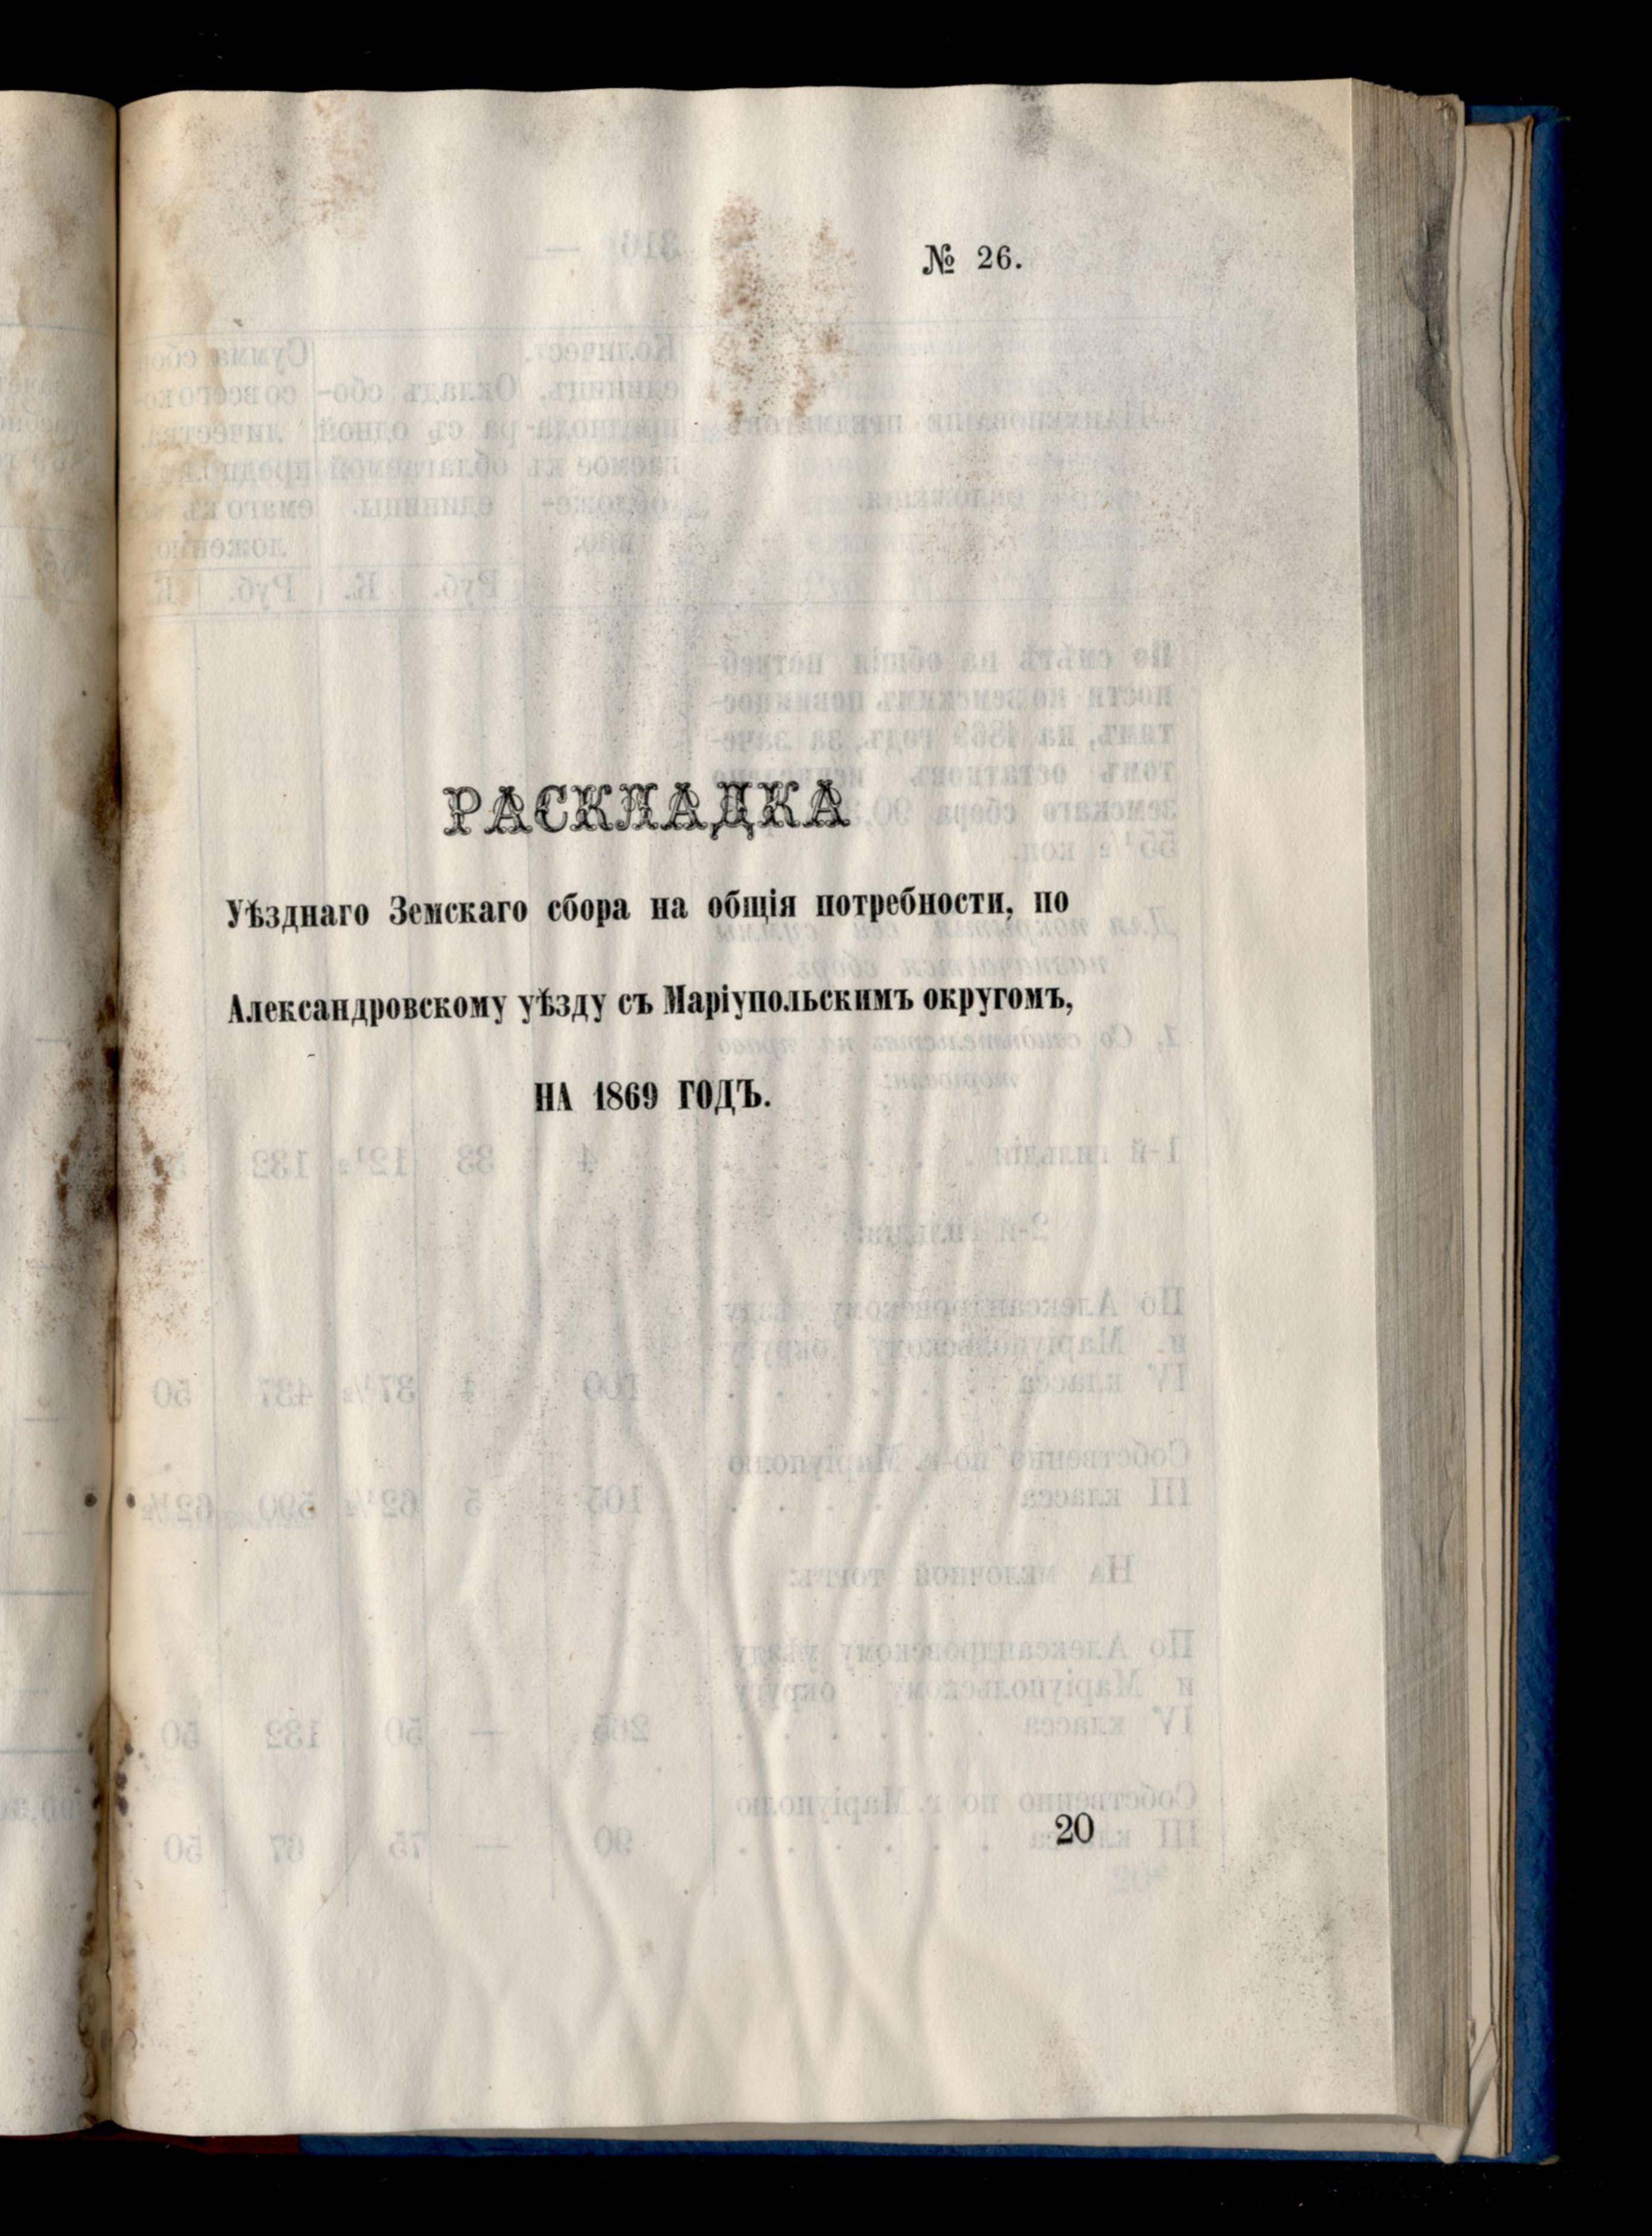 № 26.
РАСКЛАДКА
Уѣзднаго Земскаго сбора на общія потребности, по
Александровскому уѣзду съ Маріупольскимъ округомъ,
НА 1869 ГОДЪ.
20